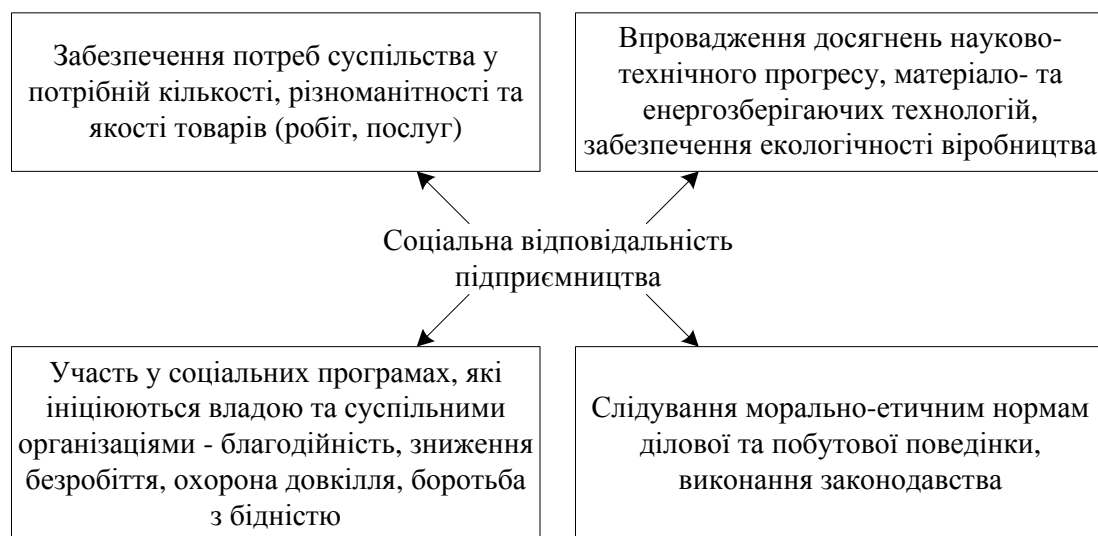 Забезпечення потреб суспільства у
потрібній кількості, різноманітності та
якості товарів (робіт, послуг)
Впровадження досягнень науково-
технічного прогресу, матеріало- та
енергозберігаючих технологій,
забезпечення екологічності віробництва
Соціальна відповідальність
підприємництва
Участь у соціальних програмах, які
ініціюються владою та суспільними
організаціями - благодійність, зниження
безробіття, охорона довкілля, боротьба
з бідністю
Слідування морально-етичним нормам
ділової та побутової поведінки,
виконання законодавства